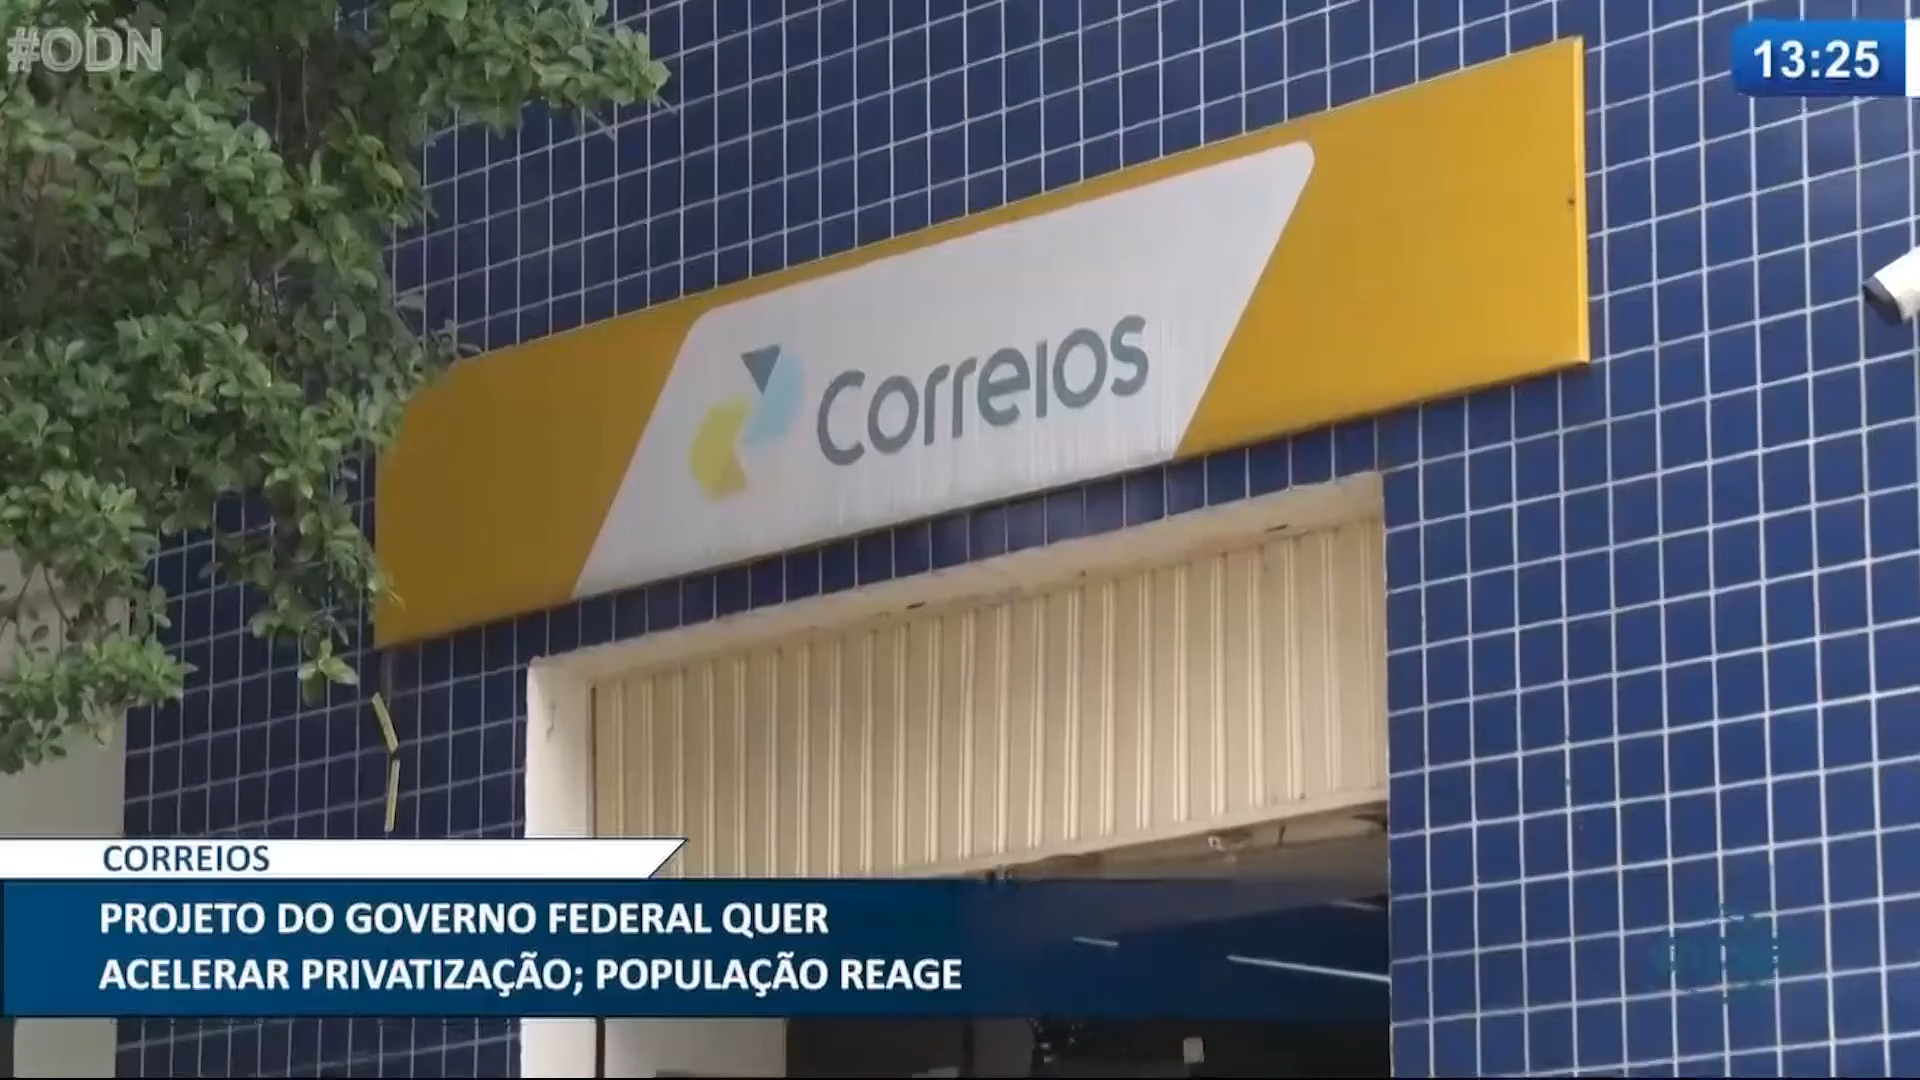 #ODN
13:25
Correios
CORREIOS
PROJETO DO GOVERNO FEDERAL QUER
ACELERAR PRIVATIZAÇÃO; POPULAÇÃO REAGE